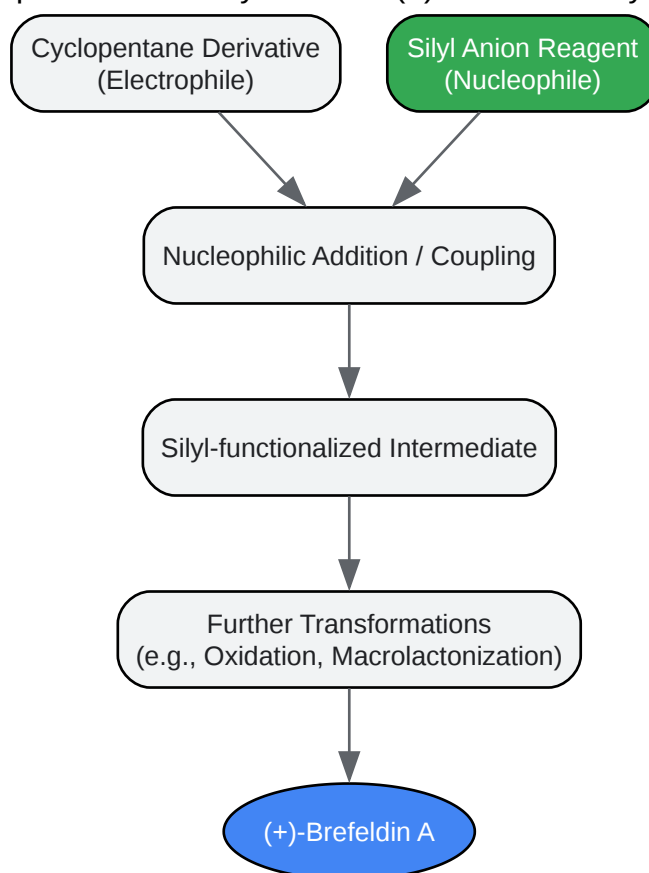 Cyclopentane Derivative
(Electrophile)
Silyl Anion Reagent
(Nucleophile)
Nucleophilic Addition / Coupling
Silyl-functionalized Intermediate
Further Transformations
(e.g., Oxidation, Macrolactonization)
(+)-Brefeldin A